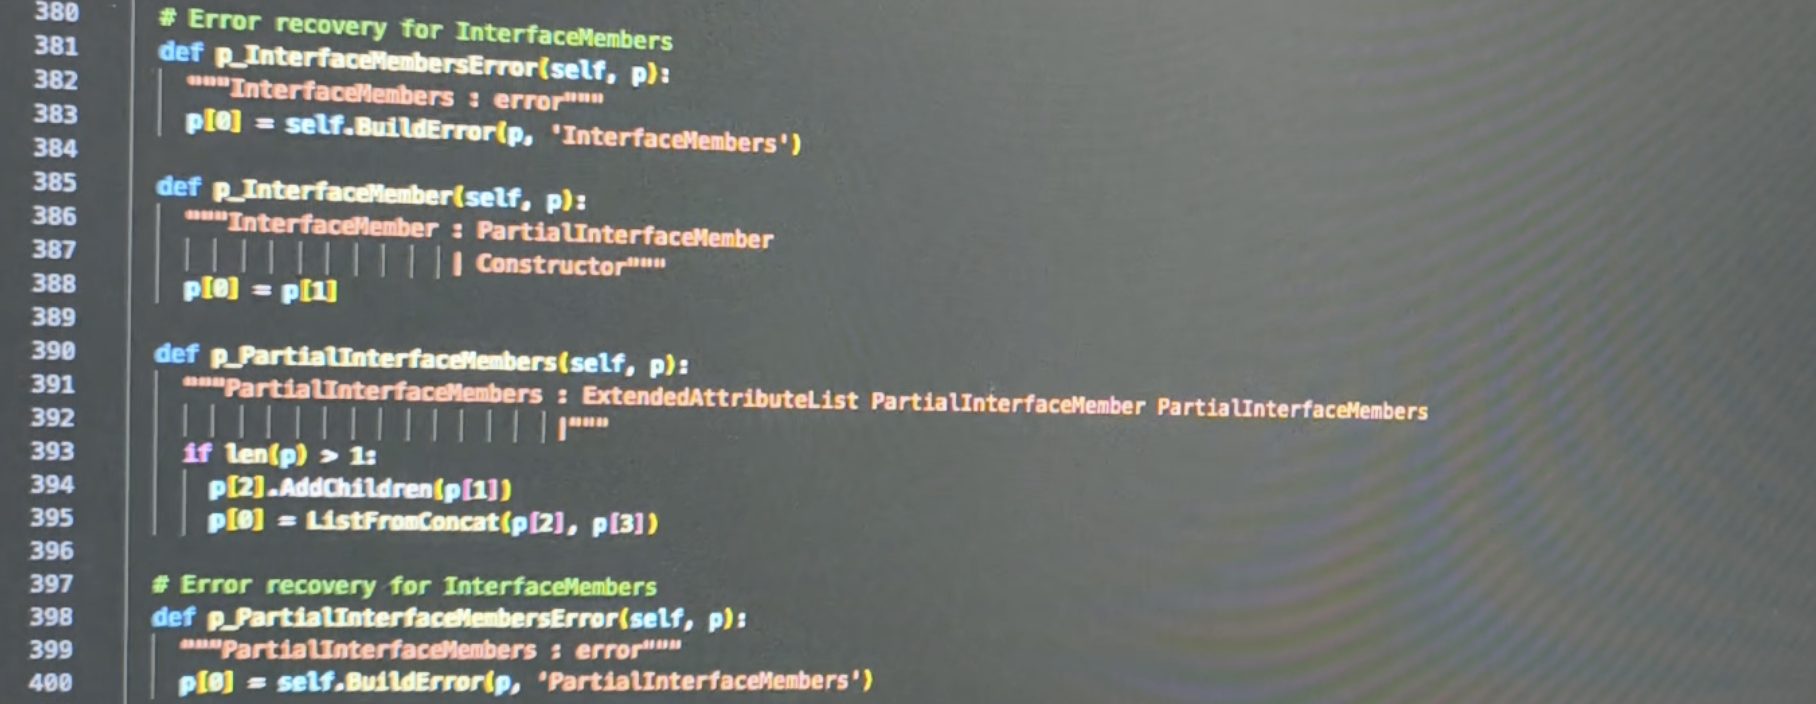 380 # Error recovery for InterfaceMembers
381 def p_InterfaceMembersError(self, p):
382 """InterfaceMembers : error"""
383 p[0] = self.BuildError(p, 'InterfaceMembers')
384
385 def p_InterfaceMember(self, p):
386 """InterfaceMember : PartialInterfaceMember
387 | Constructor"""
388 p[0] = p[1]
389
390 def p_PartialInterfaceMembers(self, p):
391 """PartialInterfaceMembers : ExtendedAttributeList PartialInterfaceMember PartialInterfaceMembers
392 |"""
393 if len(p) > 1:
394 p[2].AddChildren(p[1])
395 p[0] = ListFromConcat(p[2], p[3])
396
397 # Error recovery for InterfaceMembers
398 def p_PartialInterfaceMembersError(self, p):
399 """PartialInterfaceMembers : error"""
400 p[0] = self.BuildError(p, 'PartialInterfaceMembers')